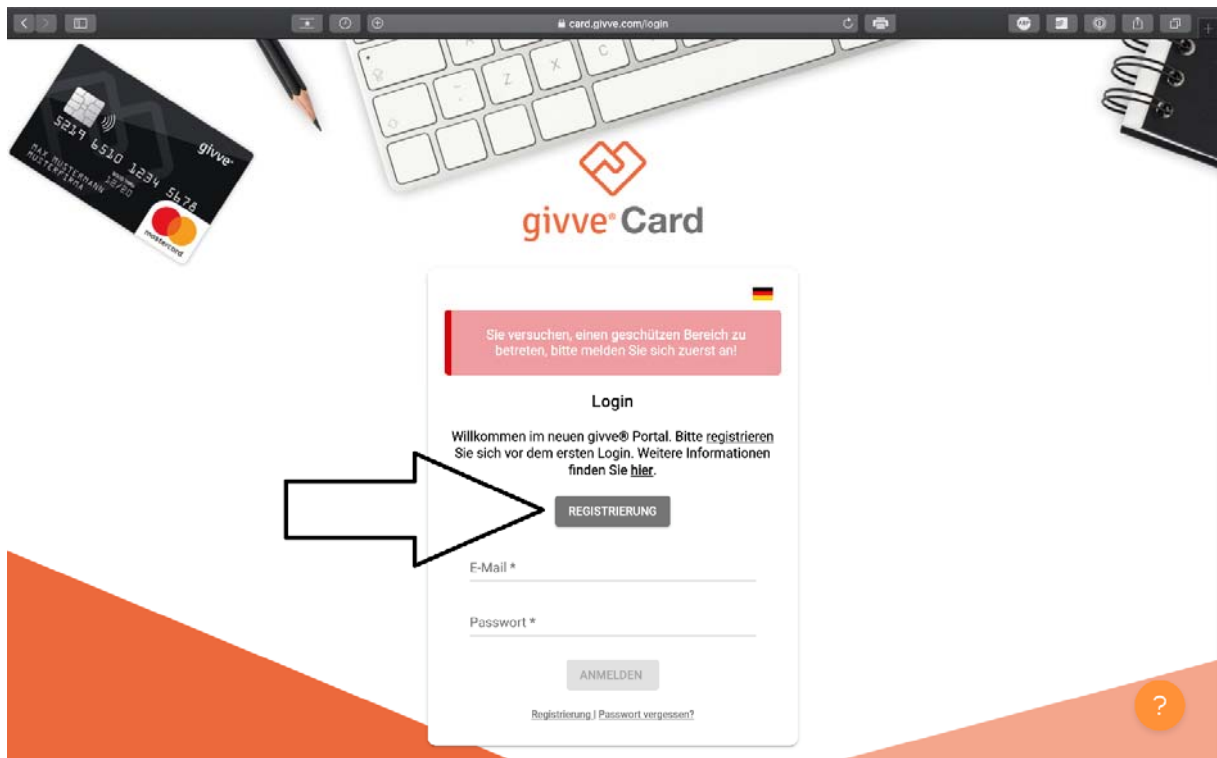 card.givve.com/login
Z X C
givve®
5219 6510 1234 5678
MAX MUSTERMANN
12/20
MUSTERFIRMA
mastercard
givve® Card
Sie versuchen, einen geschützen Bereich zu
betreten, bitte melden Sie sich zuerst an!
Login
Willkommen im neuen givve® Portal. Bitte registrieren
Sie sich vor dem ersten Login. Weitere Informationen
finden Sie hier.
REGISTRIERUNG
E-Mail *
Passwort *
ANMELDEN
Registrierung | Passwort vergessen?
?